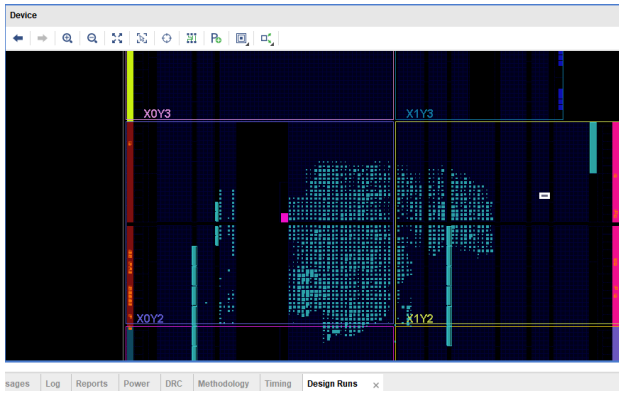 Device
X0Y3 X1Y3
X0Y2 X1Y2
sages Log Reports Power DRC Methodology Timing Design Runs ×